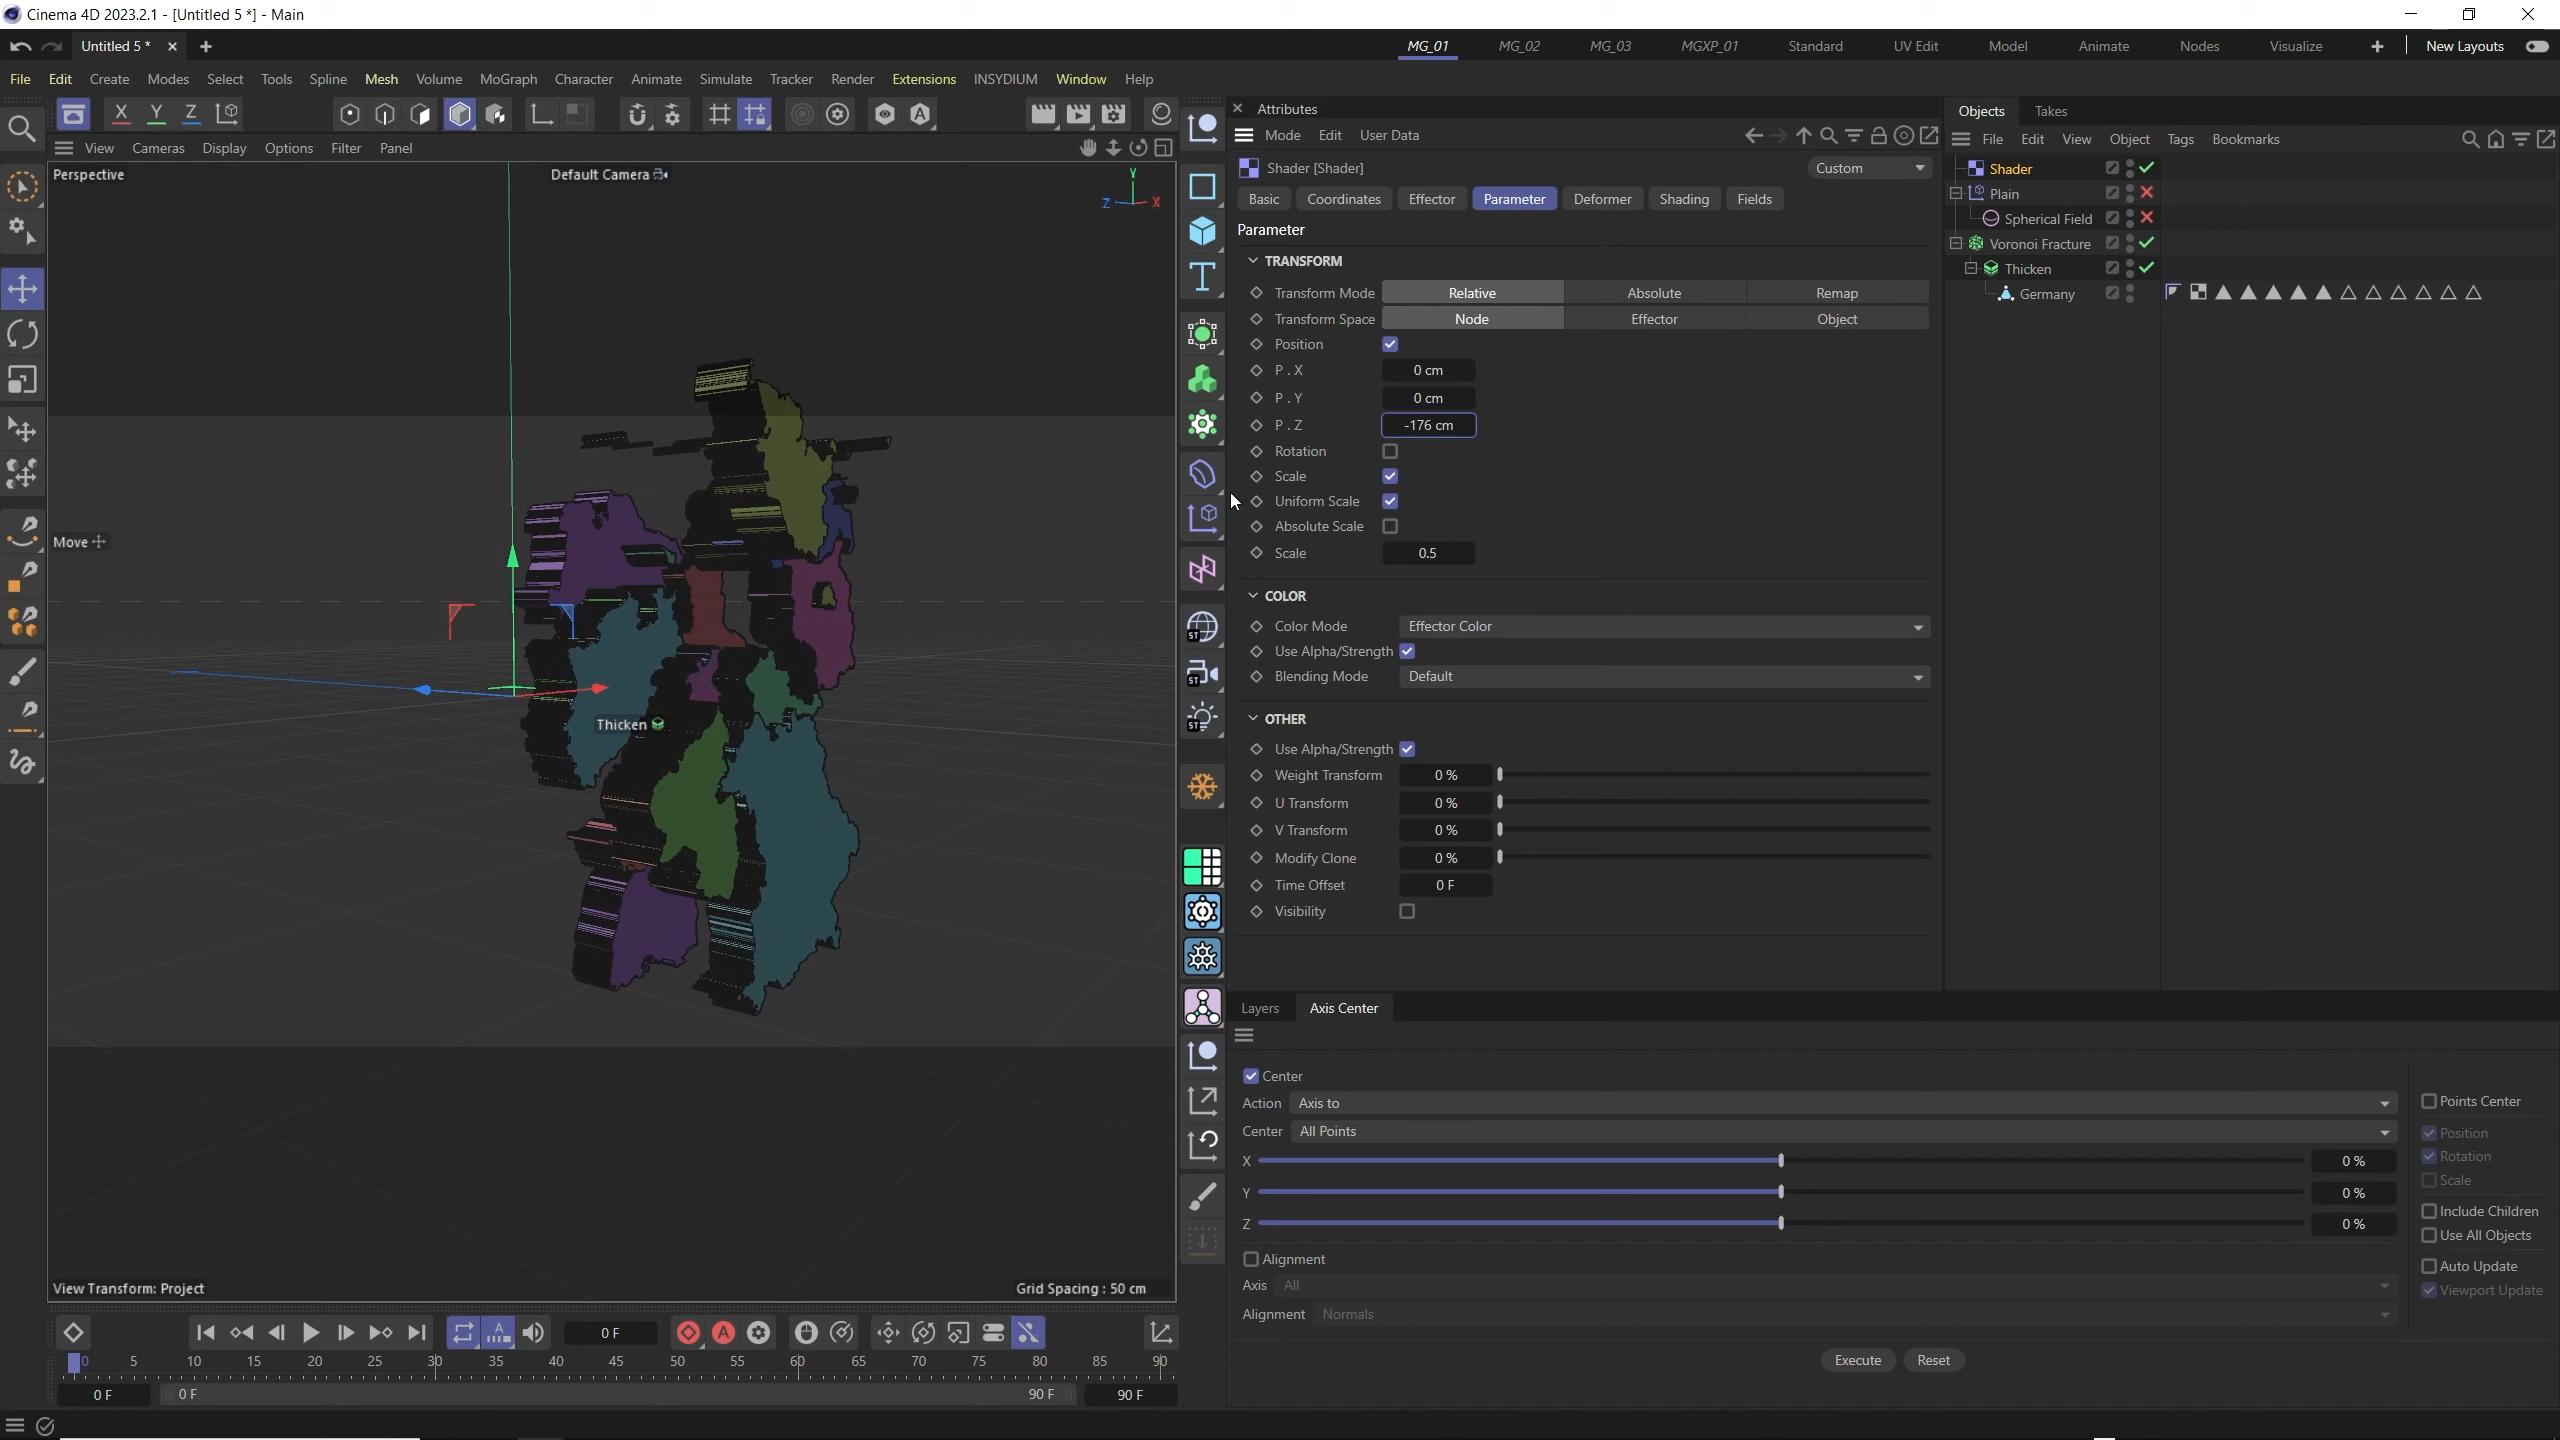 Cinema 4D 2023.2.1 - [Untitled 5 *] - Main
Untitled 5 *
MG_01 MG_02 MG_03 MGXP_01 Standard UV Edit Model Animate Nodes Visualize New Layouts
File Edit Create Modes Select Tools Spline Mesh Volume MoGraph Character Animate Simulate Tracker Render Extensions INSYDIUM Window Help
X Y Z
View Cameras Display Options Filter Panel
Perspective
Default Camera
Y
Z X
Move
Thicken
View Transform: Project
Grid Spacing : 50 cm
0 F
0 5 10 15 20 25 30 35 40 45 50 55 60 65 70 75 80 85 90
0 F 0 F 90 F 90 F
Attributes
Mode Edit User Data
Shader [Shader]
Custom
Basic Coordinates Effector Parameter Deformer Shading Fields
Parameter
TRANSFORM
Transform Mode Relative Absolute Remap
Transform Space Node Effector Object
Position
P . X 0 cm
P . Y 0 cm
P . Z -176 cm
Rotation
Scale
Uniform Scale
Absolute Scale
Scale 0.5
COLOR
Color Mode Effector Color
Use Alpha/Strength
Blending Mode Default
OTHER
Use Alpha/Strength
Weight Transform 0 %
U Transform 0 %
V Transform 0 %
Modify Clone 0 %
Time Offset 0 F
Visibility
Objects Takes
File Edit View Object Tags Bookmarks
Shader
Plain
Spherical Field
Voronoi Fracture
Thicken
Germany
Layers Axis Center
Center
Action Axis to
Center All Points
X 0 %
Y 0 %
Z 0 %
Alignment
Axis All
Alignment Normals
Points Center
Position
Rotation
Scale
Include Children
Use All Objects
Auto Update
Viewport Update
Execute Reset